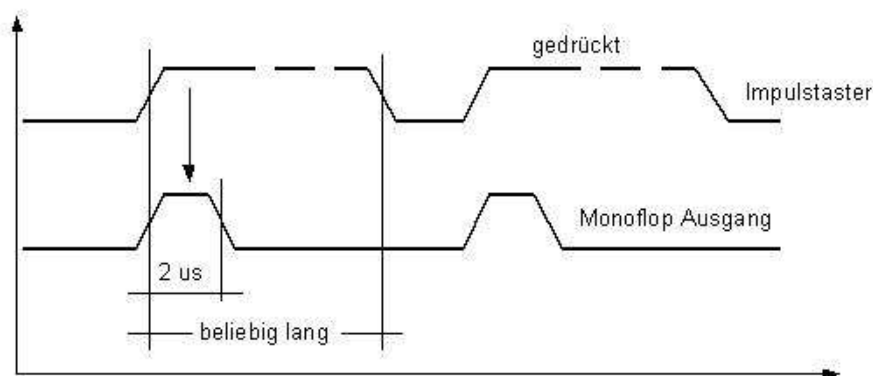 gedrückt
Impulstaster
Monoflop Ausgang
2 us
beliebig lang